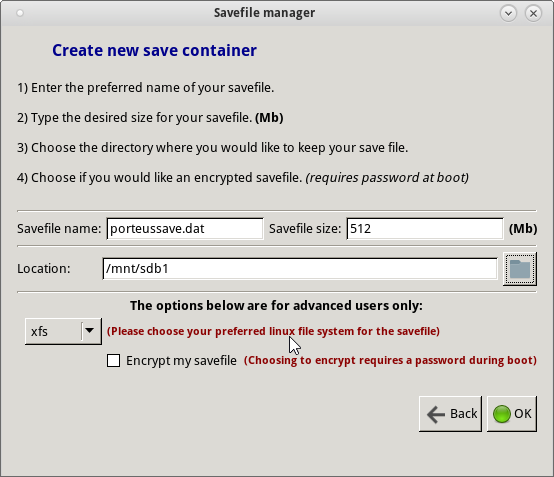 Savefile manager
Create new save container
1) Enter the preferred name of your savefile.
2) Type the desired size for your savefile. (Mb)
3) Choose the directory where you would like to keep your save file.
4) Choose if you would like an encrypted savefile. (requires password at boot)
Savefile name: porteussave.dat Savefile size: 512 (Mb)
Location: /mnt/sdb1
The options below are for advanced users only:
xfs (Please choose your preferred linux file system for the savefile)
Encrypt my savefile (Choosing to encrypt requires a password during boot)
Back OK